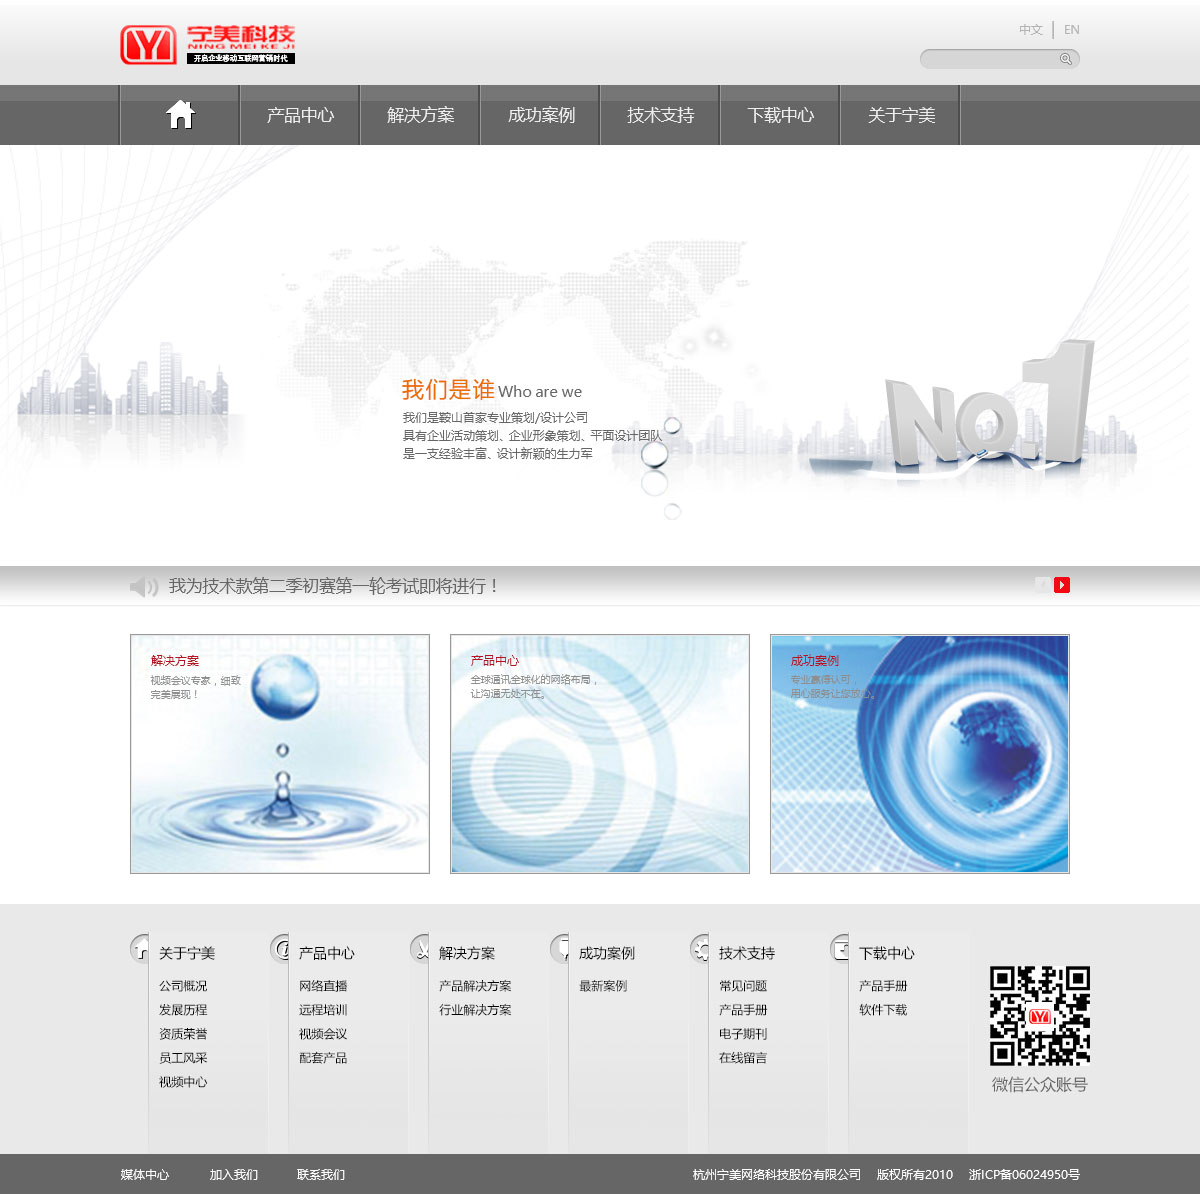 宁美科技
NING MEI KE JI
开启企业移动互联网营销时代
中文 EN
产品中心 解决方案 成功案例 技术支持 下载中心 关于宁美
我们是谁 Who are we
我们是鞍山首家专业策划/设计公司
具有企业活动策划、企业形象策划、平面设计团队
是一支经验丰富、设计新颖的生力军
No.1
我为技术款第二季初赛第一轮考试即将进行！
解决方案
视频会议专家，细致
完美展现！
产品中心
全球通讯全球化的网络布局，
让沟通无处不在。
成功案例
专业赢得认可，
用心服务让您放心。
关于宁美
公司概况
发展历程
资质荣誉
员工风采
视频中心
产品中心
网络直播
远程培训
视频会议
配套产品
解决方案
产品解决方案
行业解决方案
成功案例
最新案例
技术支持
常见问题
产品手册
电子期刊
在线留言
下载中心
产品手册
软件下载
微信公众账号
媒体中心 加入我们 联系我们 杭州宁美网络科技股份有限公司 版权所有2010 浙ICP备06024950号